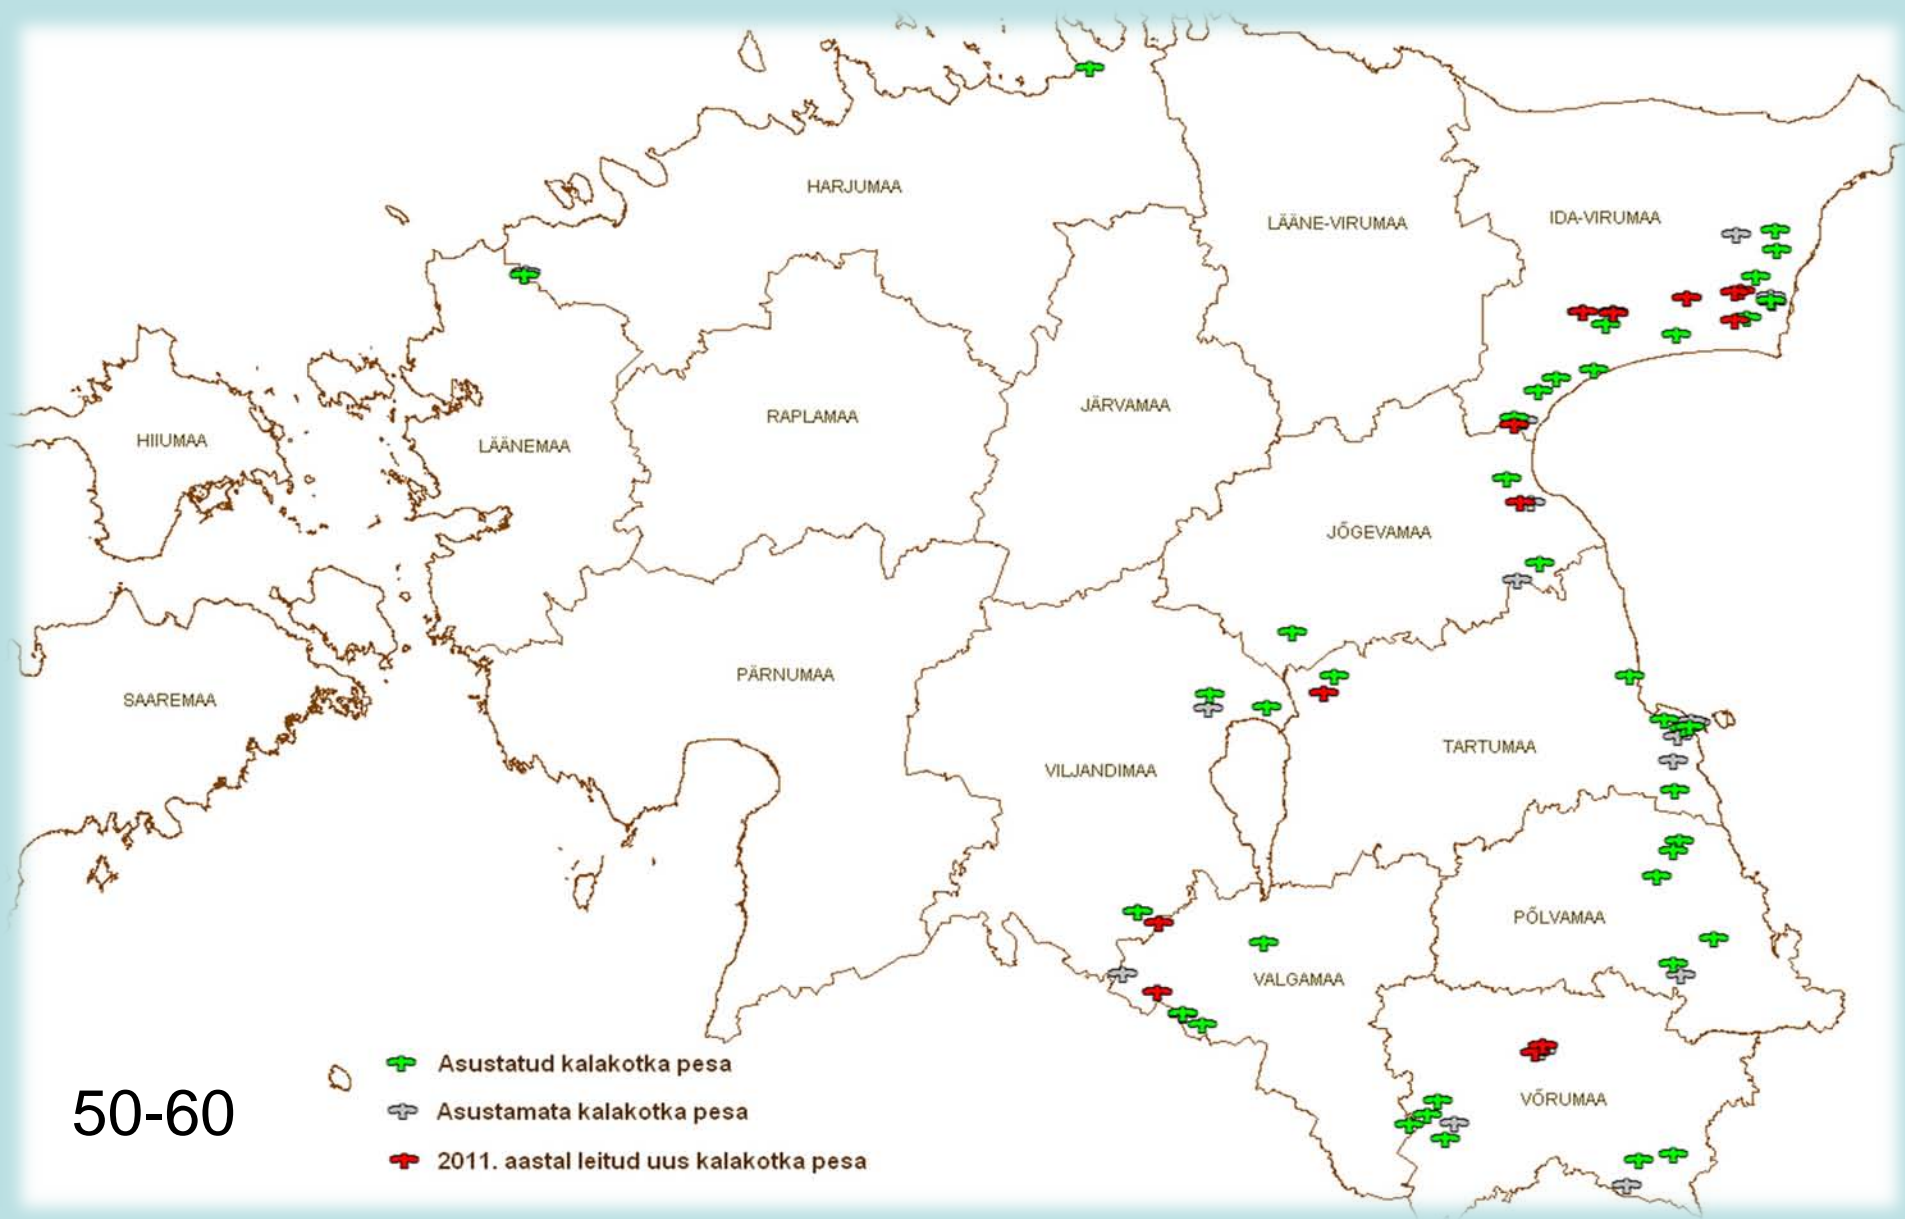 HARJUMAA
LÄÄNE-VIRUMAA
IDA-VIRUMAA
HIIUMAA
LÄÄNEMAA
RAPLAMAA
JÄRVAMAA
JÕGEVAMAA
SAAREMAA
PÄRNUMAA
VILJANDIMAA
TARTUMAA
PÕLVAMAA
VALGAMAA
VÕRUMAA
50-60
Asustatud kalakotka pesa
Asustamata kalakotka pesa
2011. aastal leitud uus kalakotka pesa